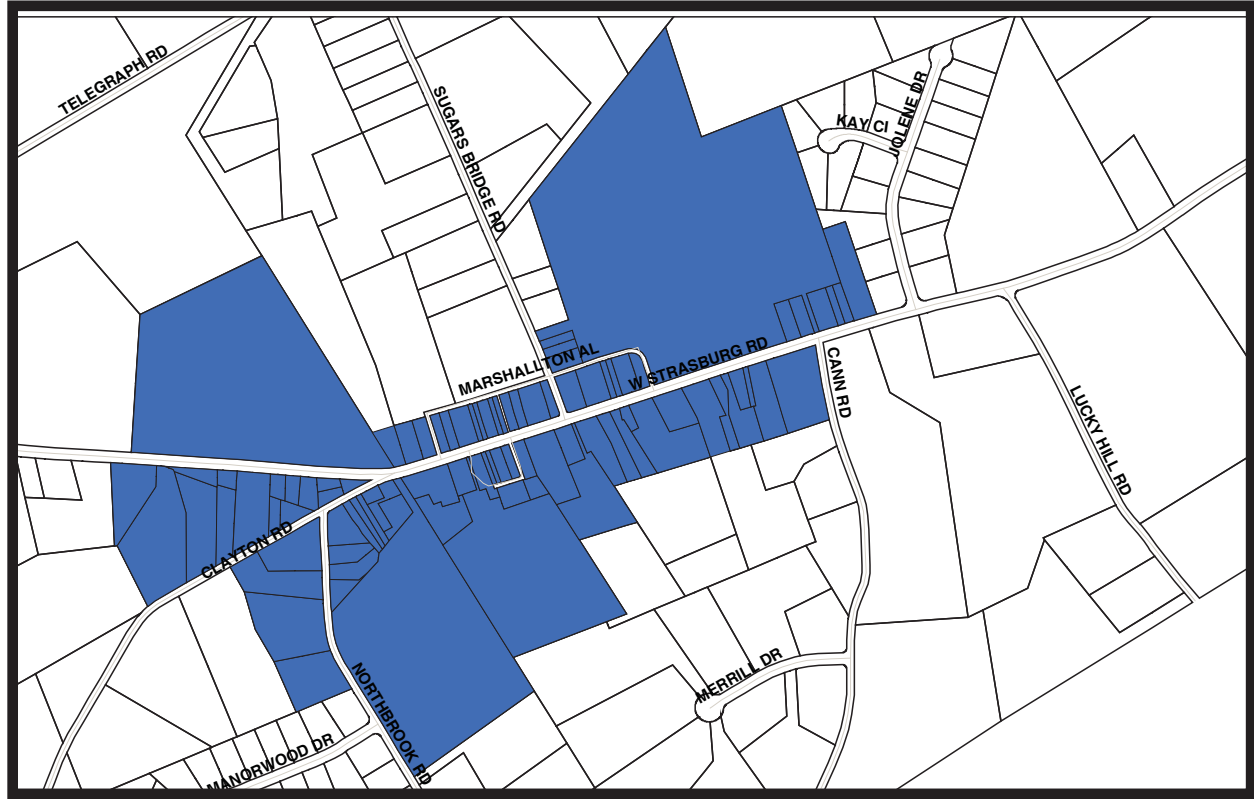 TELEGRAPH RD
SUGARS BRIDGE RD
KAY CI
JOLENE DR
MARSHALLTON AL
W STRASBURG RD
CANN RD
LUCKY HILL RD
CLAYTON RD
NORTHBROOK RD
MERRILL DR
MANORWOOD DR